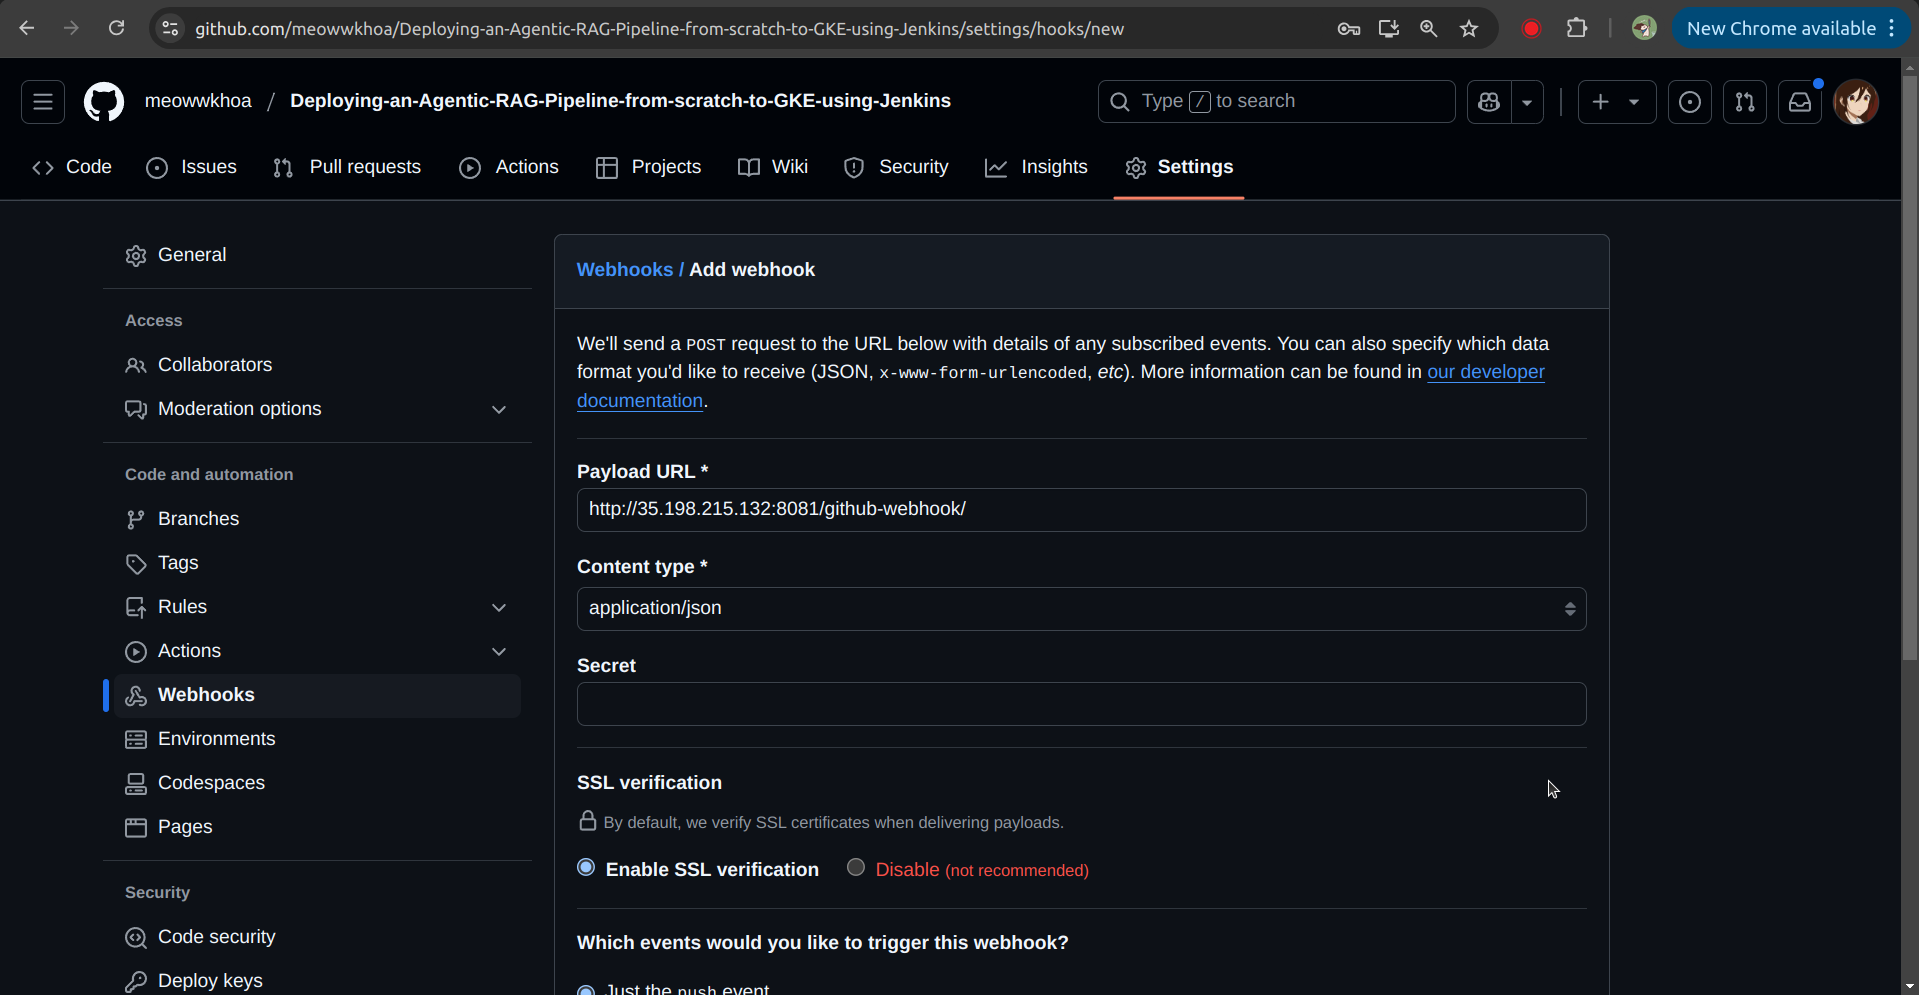 github.com/meowwkhoa/Deploying-an-Agentic-RAG-Pipeline-from-scratch-to-GKE-using-Jenkins/settings/hooks/new
New Chrome available
meowwkhoa / Deploying-an-Agentic-RAG-Pipeline-from-scratch-to-GKE-using-Jenkins
Type / to search
Code Issues Pull requests Actions Projects Wiki Security Insights Settings
General
Access
Collaborators
Moderation options
Code and automation
Branches
Tags
Rules
Actions
Webhooks
Environments
Codespaces
Pages
Security
Code security
Deploy keys
Webhooks / Add webhook
We'll send a POST request to the URL below with details of any subscribed events. You can also specify which data
format you'd like to receive (JSON, x-www-form-urlencoded, etc). More information can be found in our developer
documentation.
Payload URL *
http://35.198.215.132:8081/github-webhook/
Content type *
application/json
Secret
SSL verification
By default, we verify SSL certificates when delivering payloads.
Enable SSL verification Disable (not recommended)
Which events would you like to trigger this webhook?
Just the push event